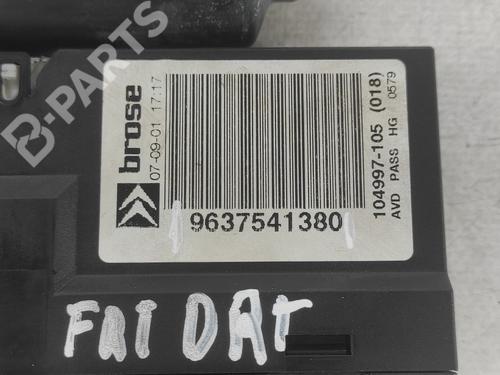 B-PARTS
brose
07-09-01 17:17
9637541380
104997-105 (018)
AVD PASS HG 0579
FAI DAT